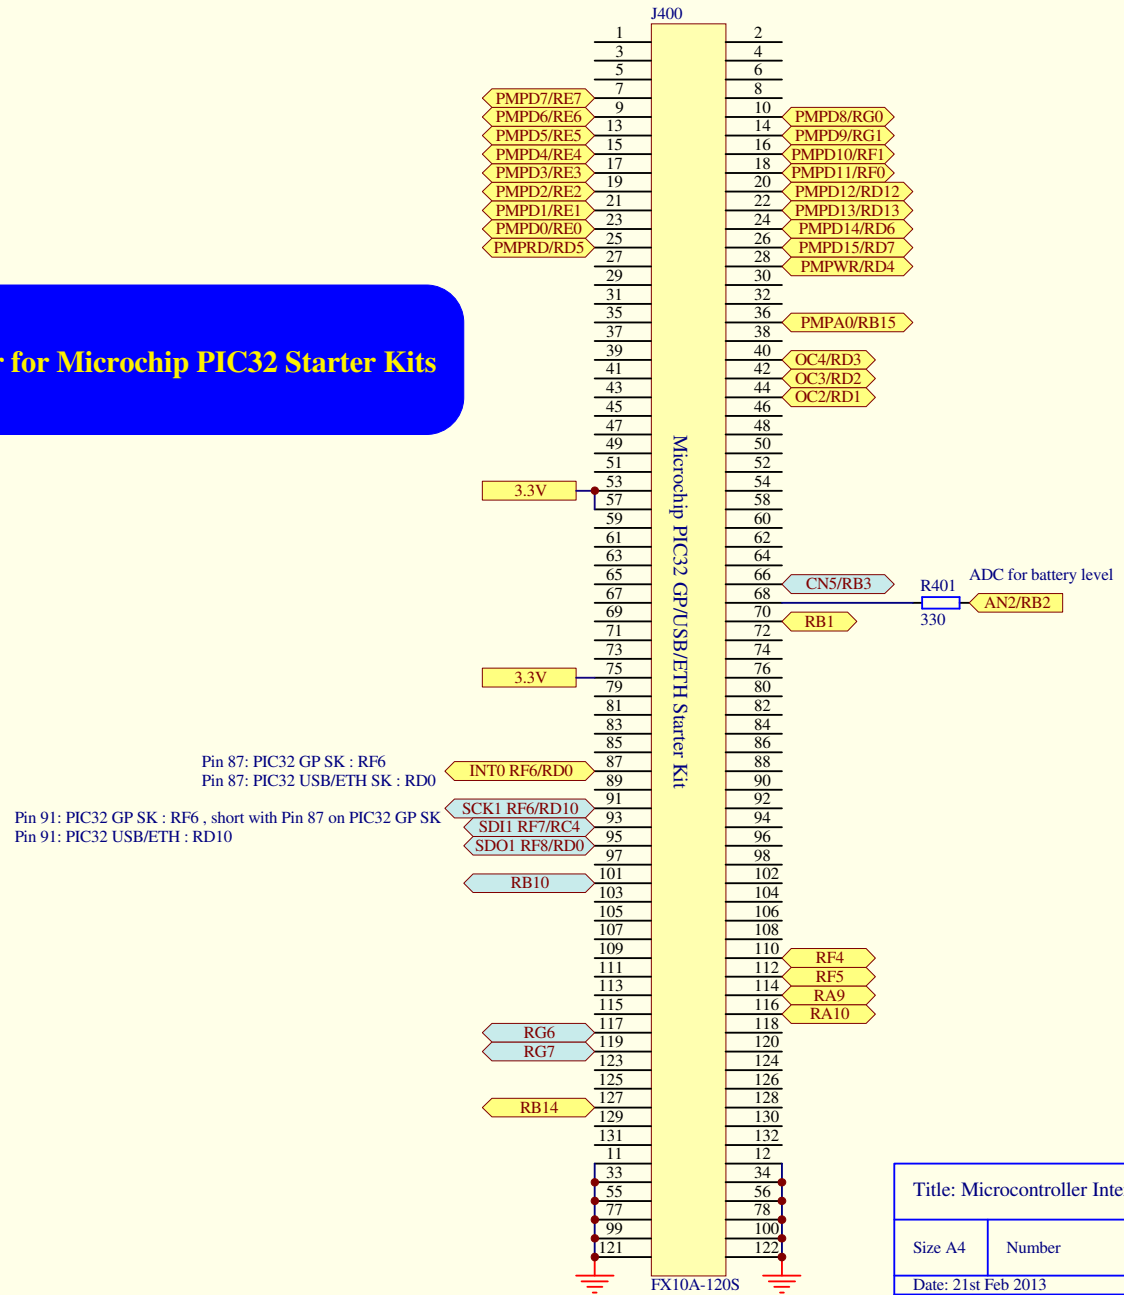 J400
1 2
3 4
5 6
7 8
PMPD7/RE7
9 10
PMPD6/RE6 PMPD8/RG0
13 14
PMPD5/RE5 PMPD9/RG1
15 16
PMPD4/RE4 PMPD10/RF1
17 18
PMPD3/RE3 PMPD11/RF0
19 20
PMPD2/RE2 PMPD12/RD12
21 22
PMPD1/RE1 PMPD13/RD13
23 24
PMPD0/RE0 PMPD14/RD6
25 26
PMPRD/RD5 PMPD15/RD7
27 28
PMPWR/RD4
29 30
31 32
35 36
PMPA0/RB15
37 38
r for Microchip PIC32 Starter Kits
39 40
OC4/RD3
41 42
OC3/RD2
43 44
OC2/RD1
45 46
47 48
49 50
51 52
53 54
3.3V
57 58
59 60
61 62
63 64
65 66
CN5/RB3
ADC for battery level
R401
67 68
AN2/RB2
330
69 70
RB1
71 72
73 74
75 76
3.3V
79 80
81 82
83 84
85 86
Microchip PIC32 GP/USB/ETH Starter Kit
Pin 87: PIC32 GP SK : RF6
87 88
INT0 RF6/RD0
Pin 87: PIC32 USB/ETH SK : RD0
89 90
91 92
SCK1 RF6/RD10
Pin 91: PIC32 GP SK : RF6 , short with Pin 87 on PIC32 GP SK
93 94
SDI1 RF7/RC4
Pin 91: PIC32 USB/ETH : RD10
95 96
SDO1 RF8/RD0
97 98
101 102
RB10
103 104
105 106
107 108
109 110
RF4
111 112
RF5
113 114
RA9
115 116
RA10
117 118
RG6
119 120
RG7
123 124
125 126
127 128
RB14
129 130
131 132
11 12
33 34
55 56
77 78
99 100
121 122
FX10A-120S
Title: Microcontroller Inte
Size A4 Number
Date: 21st Feb 2013